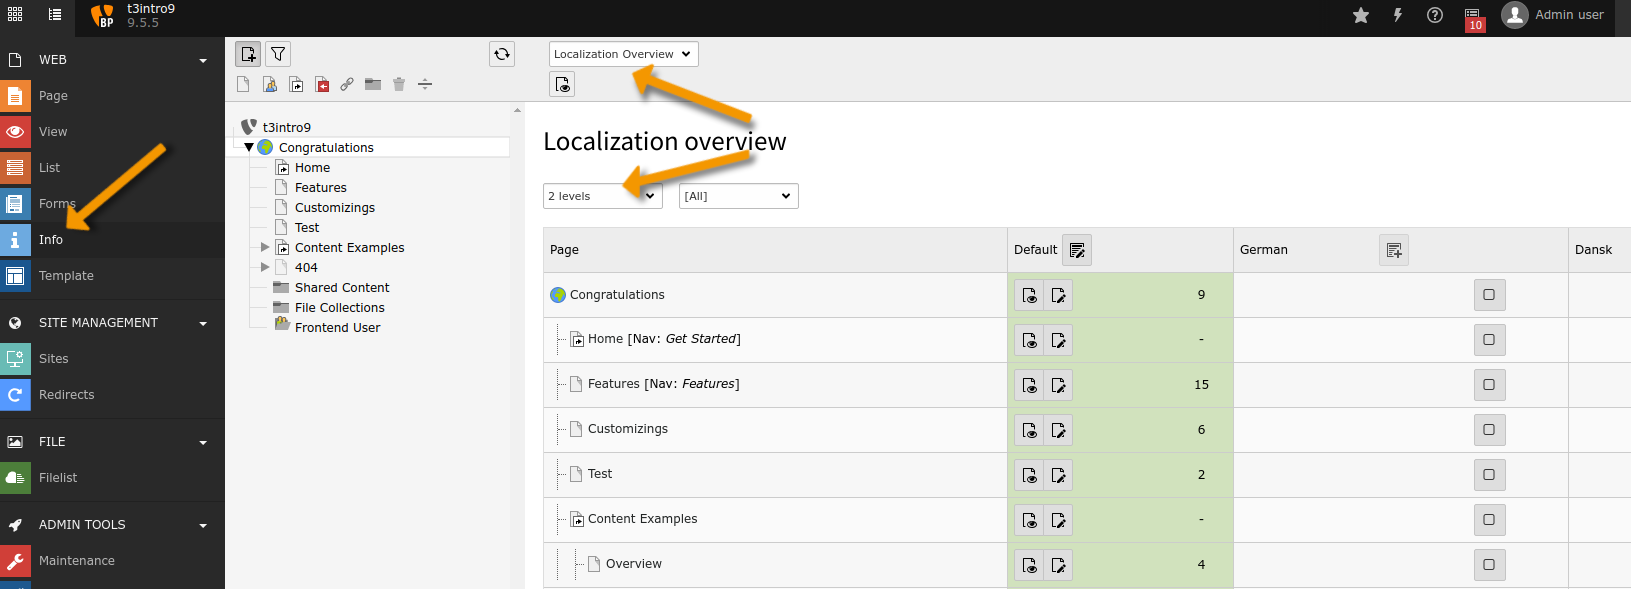 t3intro9
9.5.5
BP
10
Admin user
WEB
Page
View
List
Forms
Info
Template
SITE MANAGEMENT
Sites
Redirects
FILE
Filelist
ADMIN TOOLS
Maintenance
t3intro9
Congratulations
Home
Features
Customizings
Test
Content Examples
404
Shared Content
File Collections
Frontend User
Localization Overview
Localization overview
2 levels [All]
Page Default German Dansk
Congratulations 9
Home [Nav: Get Started] -
Features [Nav: Features] 15
Customizings 6
Test 2
Content Examples -
Overview 4